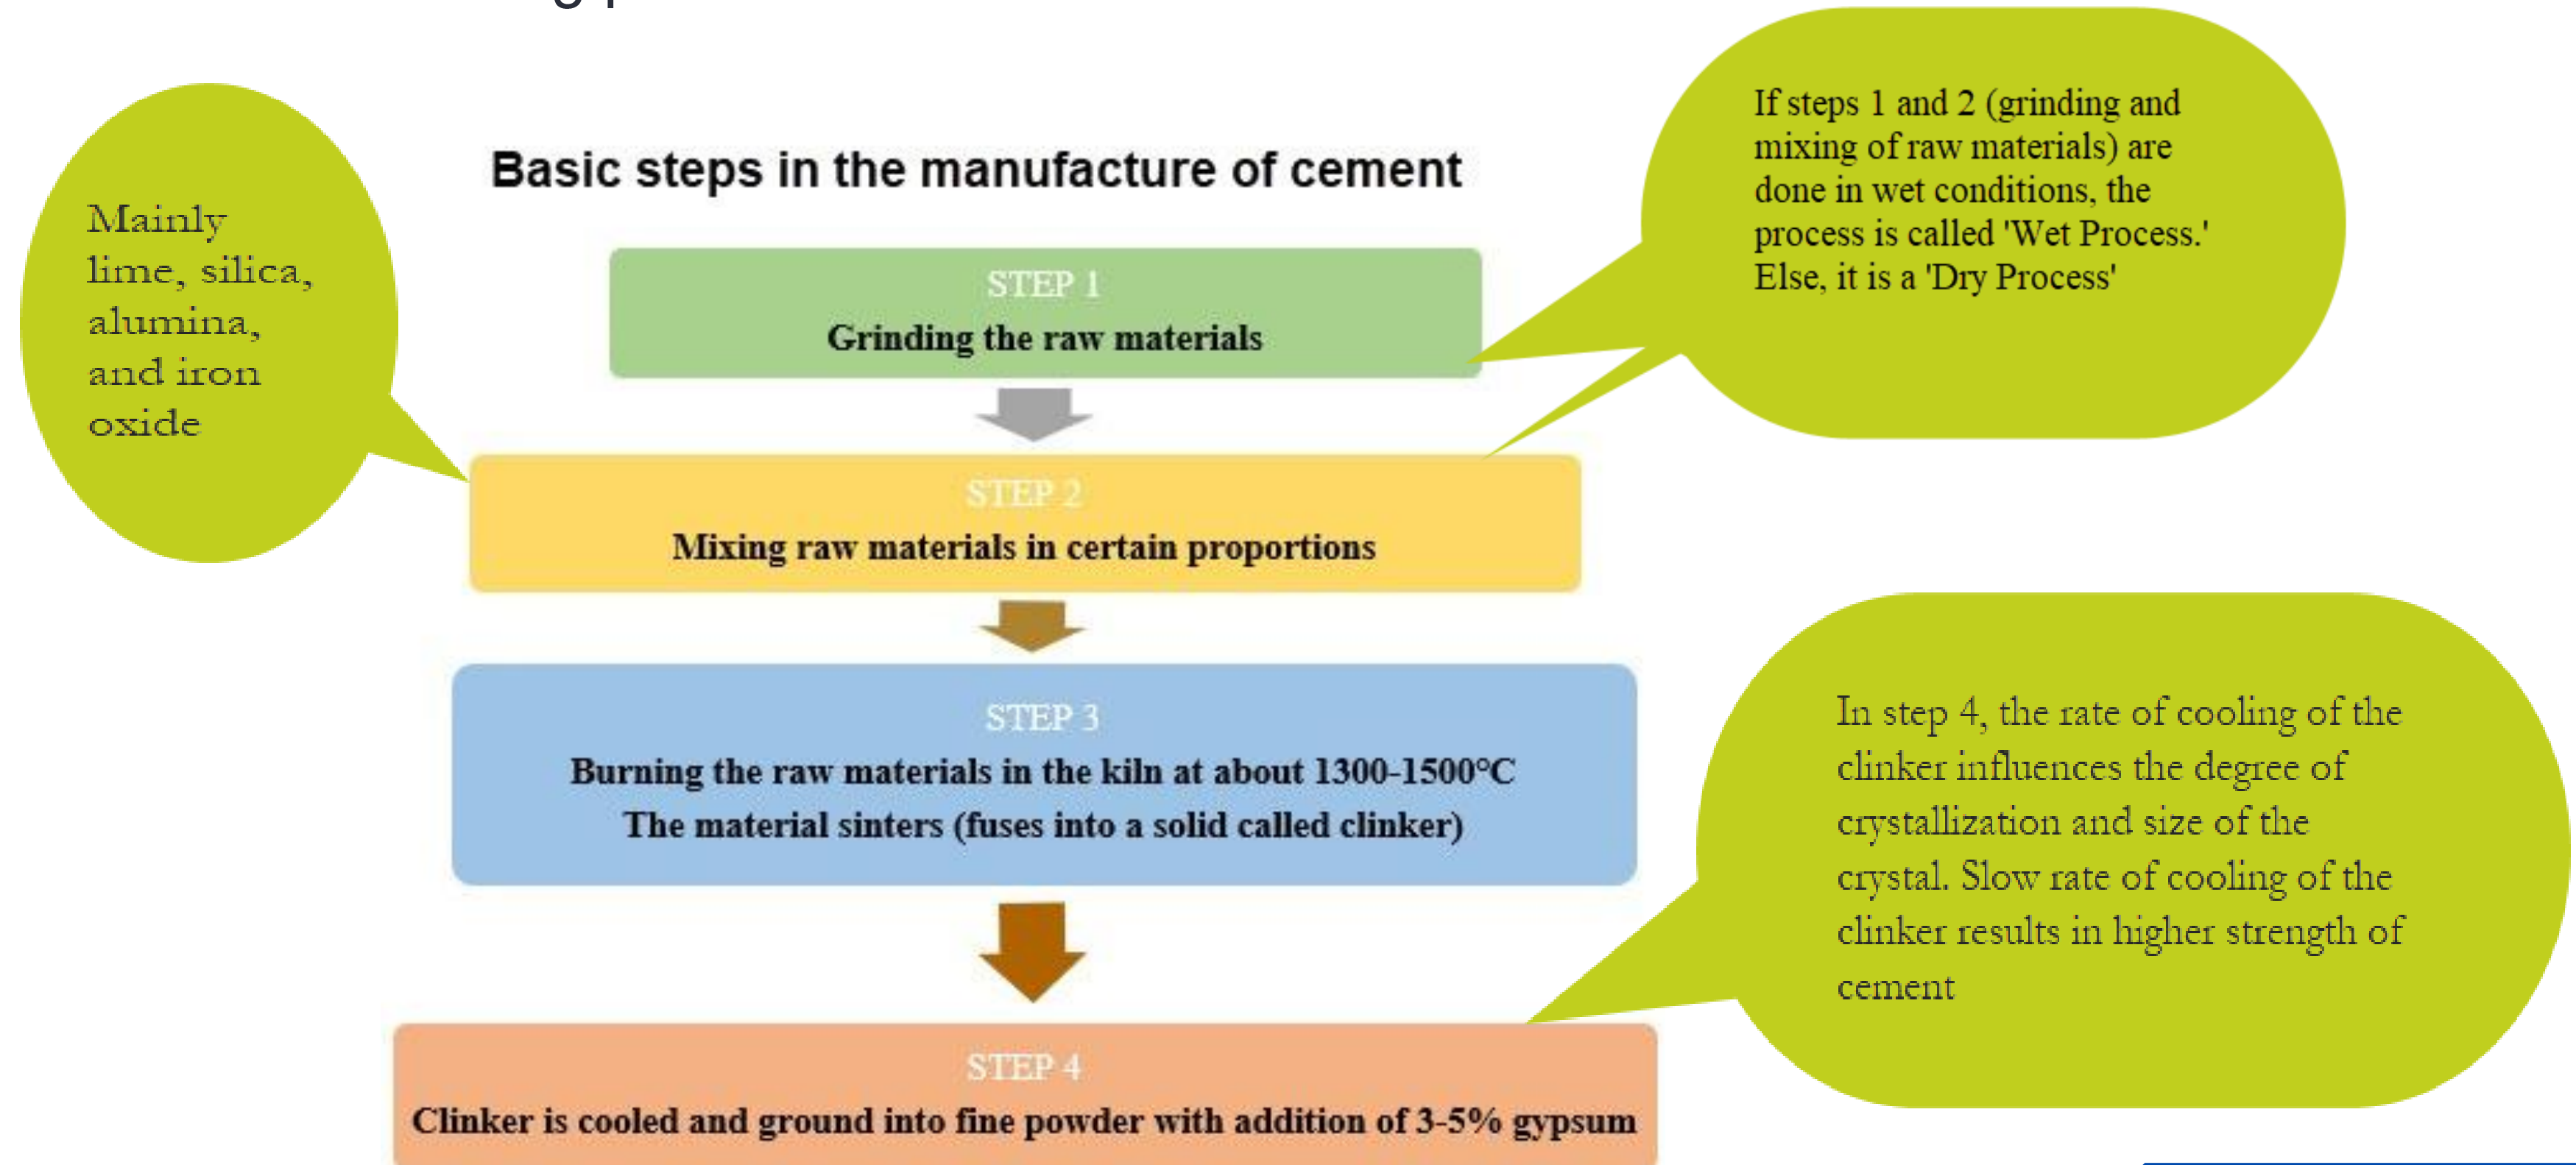 Basic steps in the manufacture of cement
Mainly
lime, silica,
alumina,
and iron
oxide
If steps 1 and 2 (grinding and
mixing of raw materials) are
done in wet conditions, the
process is called 'Wet Process.'
Else, it is a 'Dry Process'
STEP 1
Grinding the raw materials
STEP 2
Mixing raw materials in certain proportions
STEP 3
Burning the raw materials in the kiln at about 1300-1500°C
The material sinters (fuses into a solid called clinker)
In step 4, the rate of cooling of the
clinker influences the degree of
crystallization and size of the
crystal. Slow rate of cooling of the
clinker results in higher strength of
cement
STEP 4
Clinker is cooled and ground into fine powder with addition of 3-5% gypsum